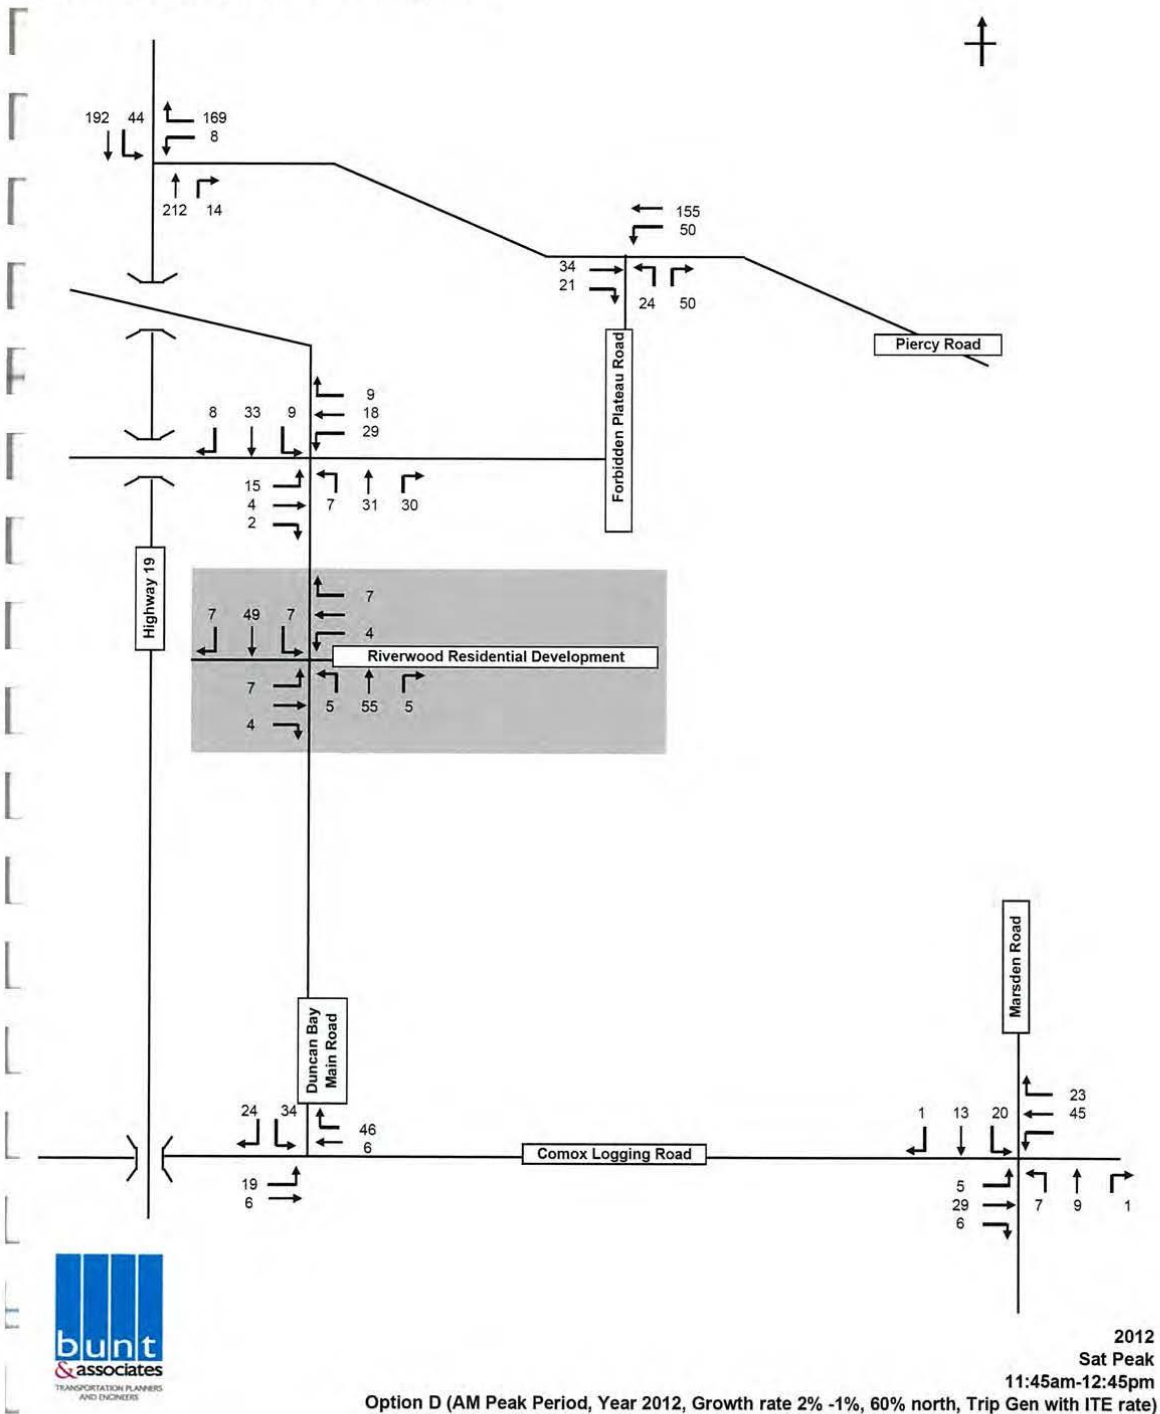 192 44 169
8
212 14
155
50
34
21
24 50
Piercy Road
Forbidden Plateau Road
9
8 33 9 18
29
15
4
2
7 31 30
Highway 19
7
7 49 7
4
Riverwood Residential Development
7
5 55 5
4
Marsden Road
Duncan Bay
Main Road
24 34
46
6
Comox Logging Road
19
6
23
1 13 20 45
5
29
6
7 9 1
bunt
& associates
TRANSPORTATION PLANNERS
AND ENGINEERS
2012
Sat Peak
11:45am-12:45pm
Option D (AM Peak Period, Year 2012, Growth rate 2% -1%, 60% north, Trip Gen with ITE rate)